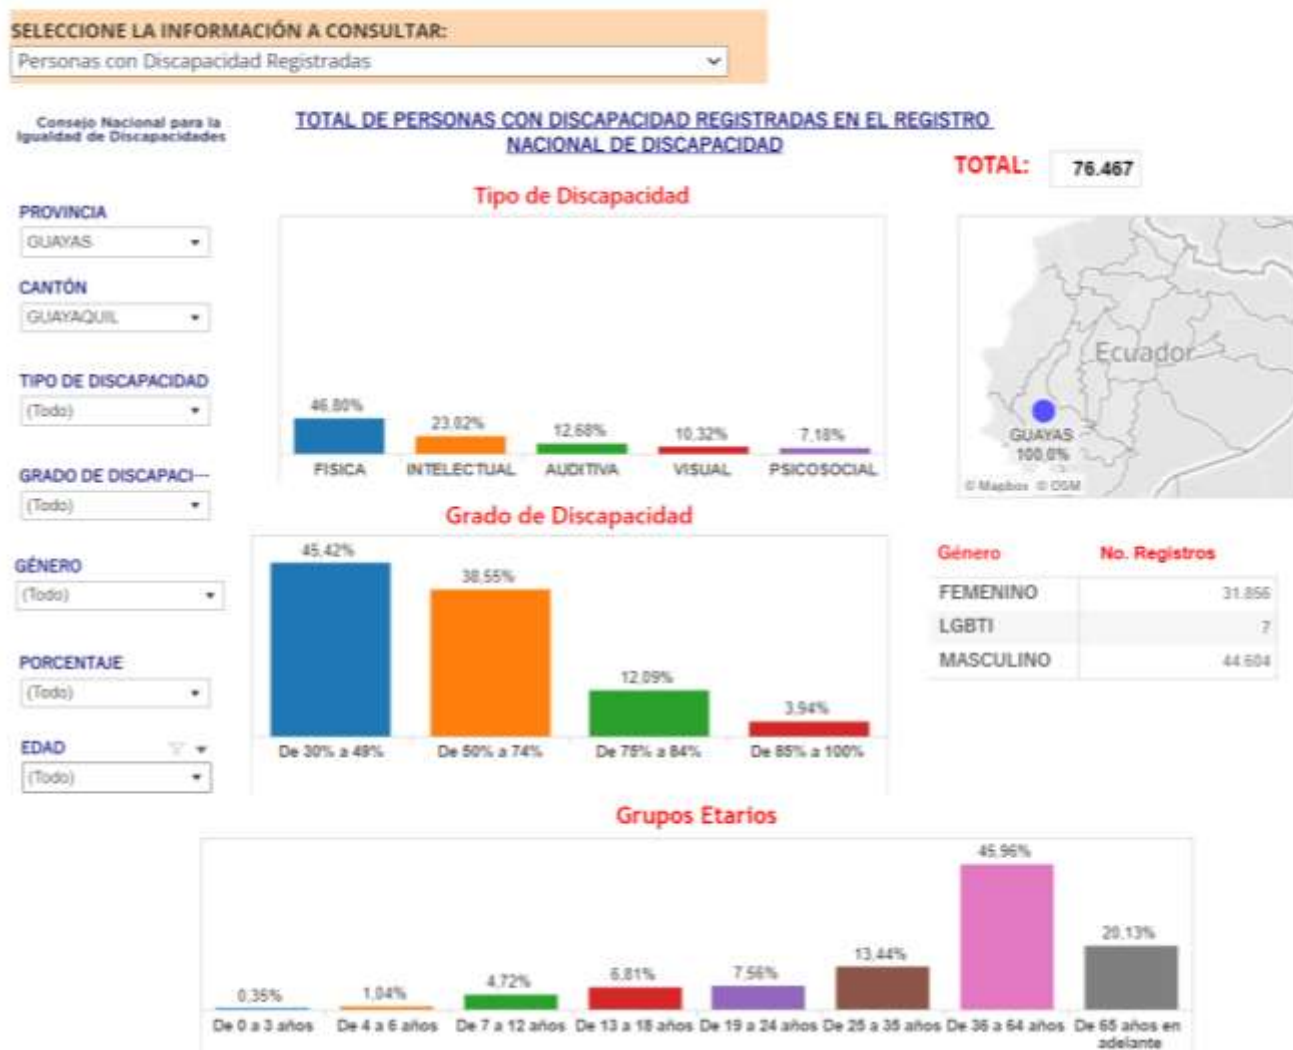 SELECCIONE LA INFORMACIÓN A CONSULTAR:
Personas con Discapacidad Registradas
Consejo Nacional para la
Igualdad de Discapacidades
TOTAL DE PERSONAS CON DISCAPACIDAD REGISTRADAS EN EL REGISTRO
NACIONAL DE DISCAPACIDAD
TOTAL: 76.467
PROVINCIA
GUAYAS
CANTÓN
GUAYAQUIL
TIPO DE DISCAPACIDAD
(Todo)
GRADO DE DISCAPACI---
(Todo)
GÉNERO
(Todo)
PORCENTAJE
(Todo)
EDAD
(Todo)
Tipo de Discapacidad
46,80% 23,02% 12,68% 10,32% 7,18%
FISICA INTELECTUAL AUDITIVA VISUAL PSICOSOCIAL
Ecuador
GUAYAS
100,0%
© Mapbox © OSM
Grado de Discapacidad
45,42% 38,55% 12,09% 3,94%
De 30% a 49% De 50% a 74% De 75% a 84% De 85% a 100%
Género No. Registros
FEMENINO 31.856
LGBTI 7
MASCULINO 44.604
Grupos Etarios
0,35% 1,04% 4,72% 6,81% 7,56% 13,44% 45,96% 20,13%
De 0 a 3 años De 4 a 6 años De 7 a 12 años De 13 a 18 años De 19 a 24 años De 25 a 35 años De 36 a 64 años De 65 años en
adelante